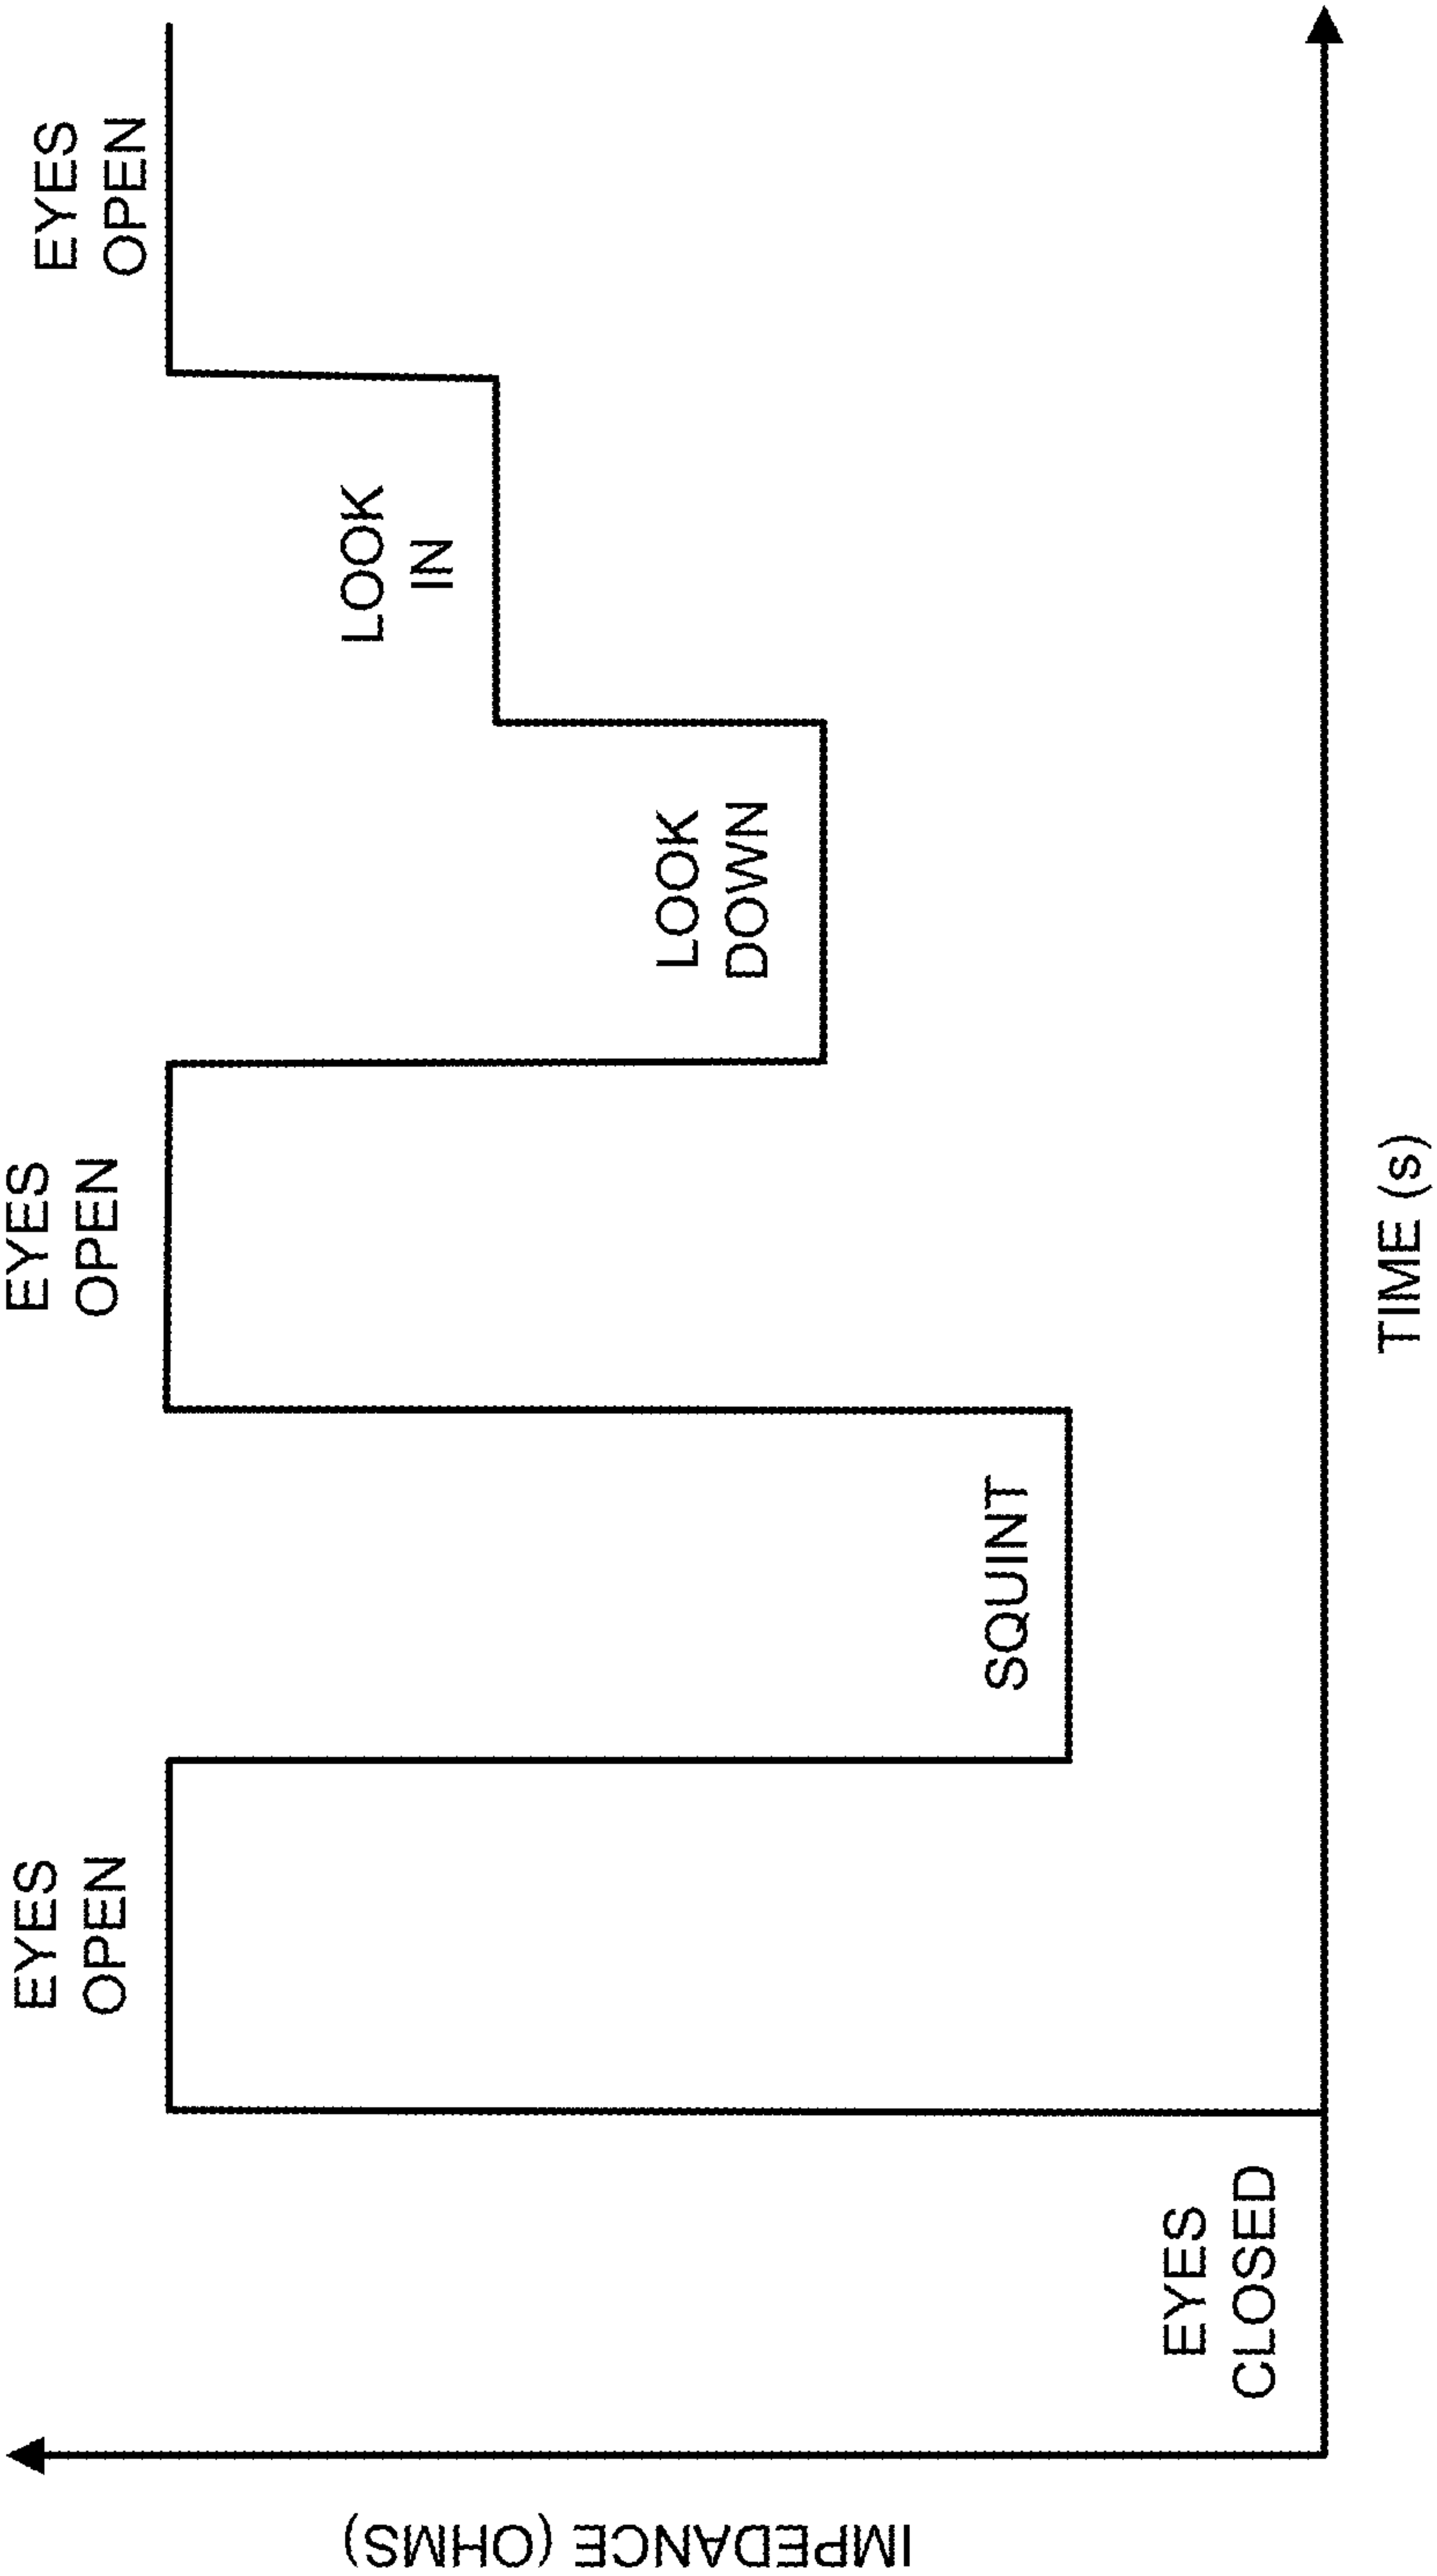 IMPEDANCE (OHMS)
EYES
CLOSED
EYES
OPEN
SQUINT
EYES
OPEN
LOOK
DOWN
LOOK
IN
EYES
OPEN
TIME (s)